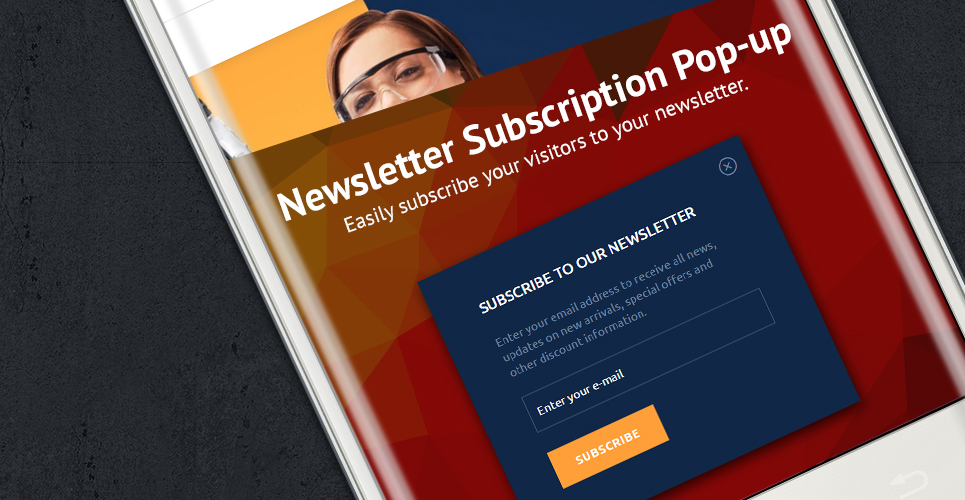 Newsletter Subscription Pop-up
Easily subscribe your visitors to your newsletter.
SUBSCRIBE TO OUR NEWSLETTER
Enter your email address to receive all news,
updates on new arrivals, special offers and
other discount information.
Enter your e-mail
SUBSCRIBE